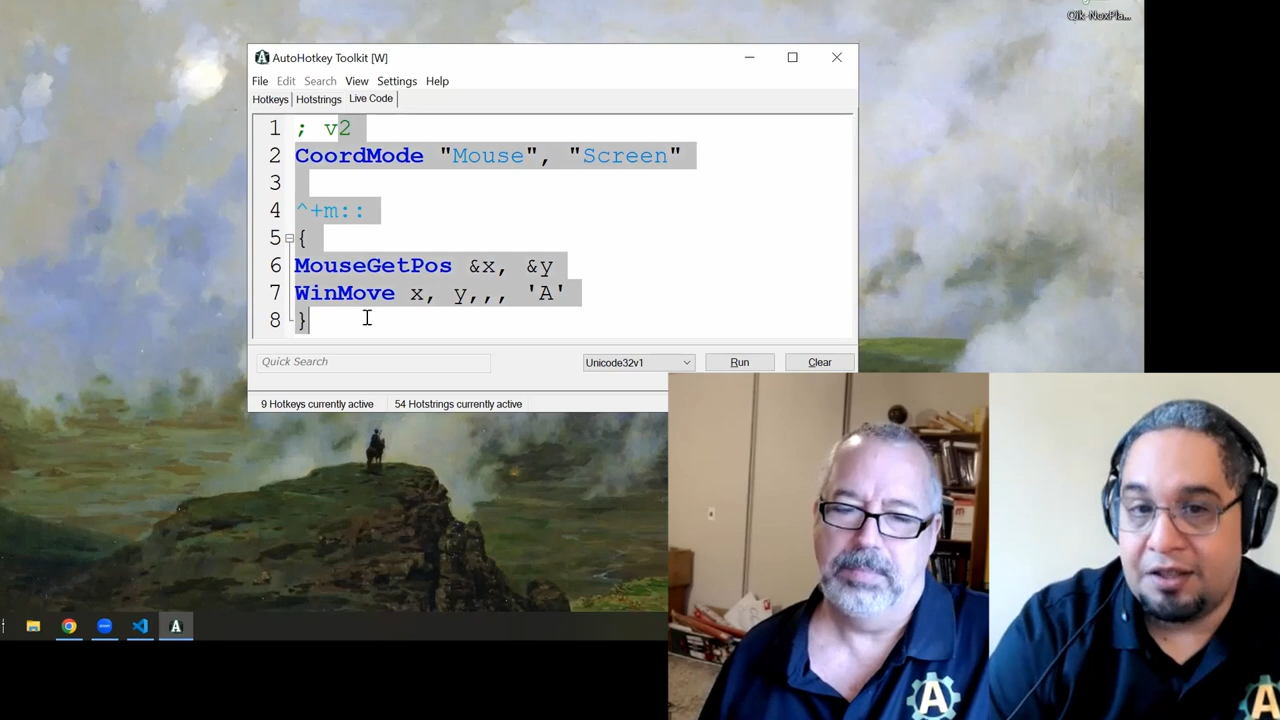 Qlk-NoxPla...
AutoHotkey Toolkit [W]
File Edit Search View Settings Help
Hotkeys Hotstrings Live Code
1 ; v2
2 CoordMode "Mouse", "Screen"
3
4 ^+m::
5 {
6 MouseGetPos &x, &y
7 WinMove x, y,,, 'A'
8 }
Quick Search Unicode32v1 Run Clear
9 Hotkeys currently active 54 Hotstrings currently active
A
A
A